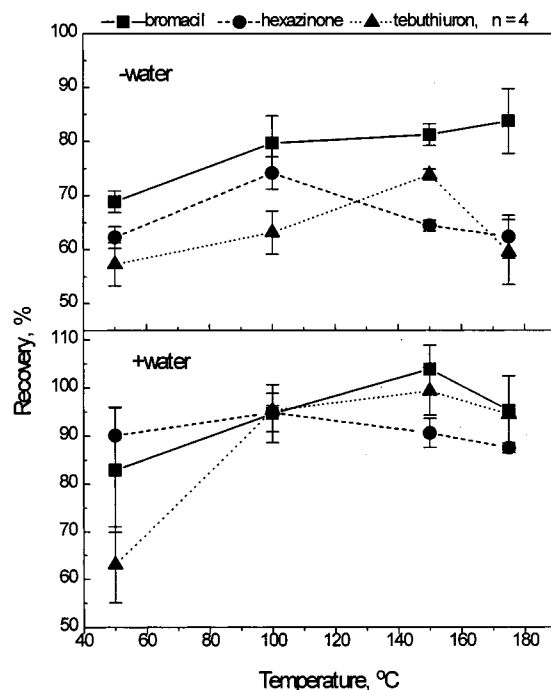 bromacil hexazinone tebuthiuron, n = 4
100
-water
90
80
70
60
50
Recovery, %
110
+water
100
90
80
70
60
50
40 60 80 100 120 140 160 180
Temperature, °C